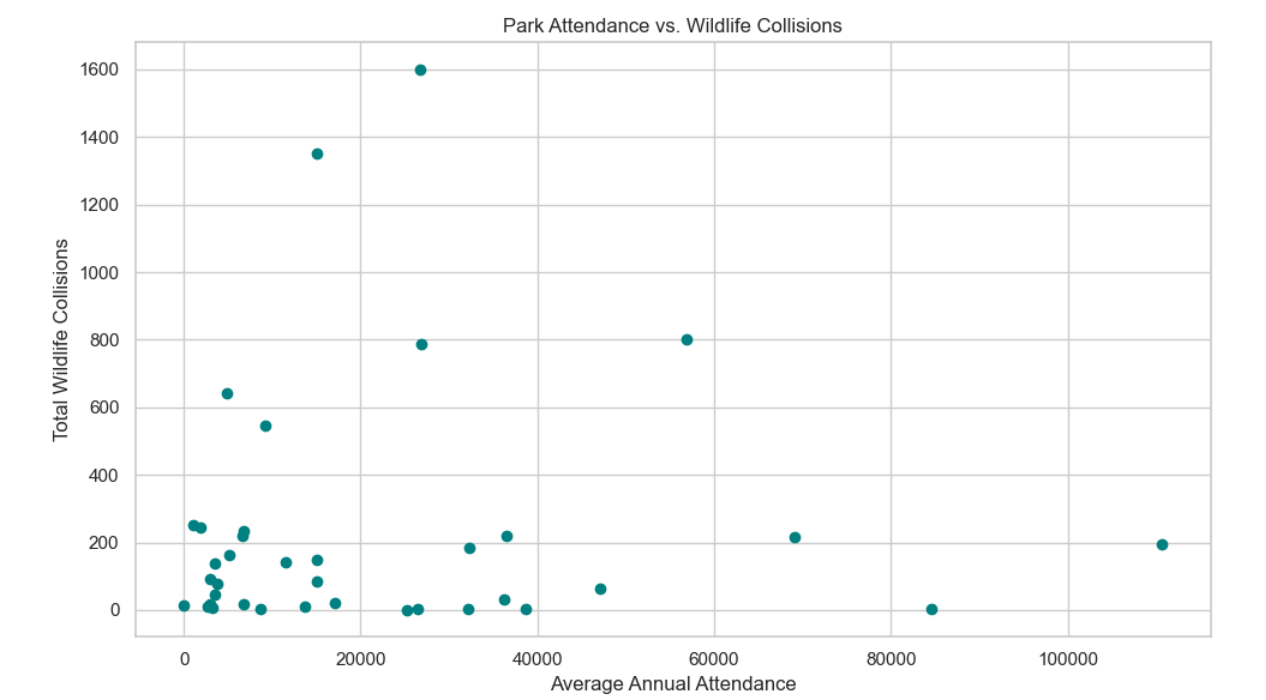 Park Attendance vs. Wildlife Collisions
Total Wildlife Collisions
1600
1400
1200
1000
800
600
400
200
0
0 20000 40000 60000 80000 100000
Average Annual Attendance